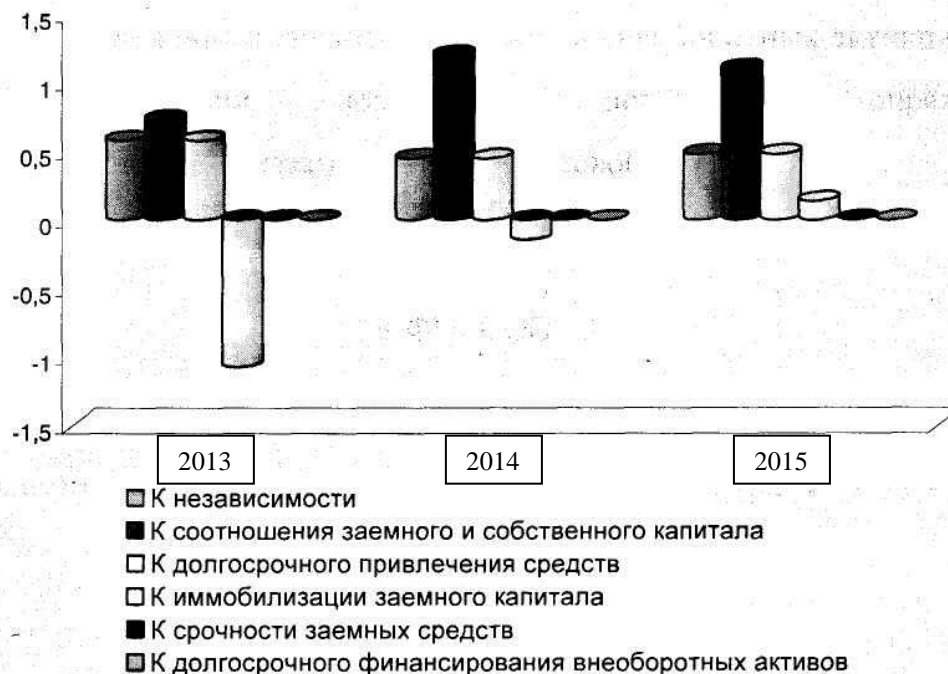 1,5
1
0,5
0
-0,5
-1
-1,5
2013 2014 2015
К независимости
К соотношения заемного и собственного капитала
К долгосрочного привлечения средств
К иммобилизации заемного капитала
К срочности заемных средств
К долгосрочного финансирования внеоборотных активов